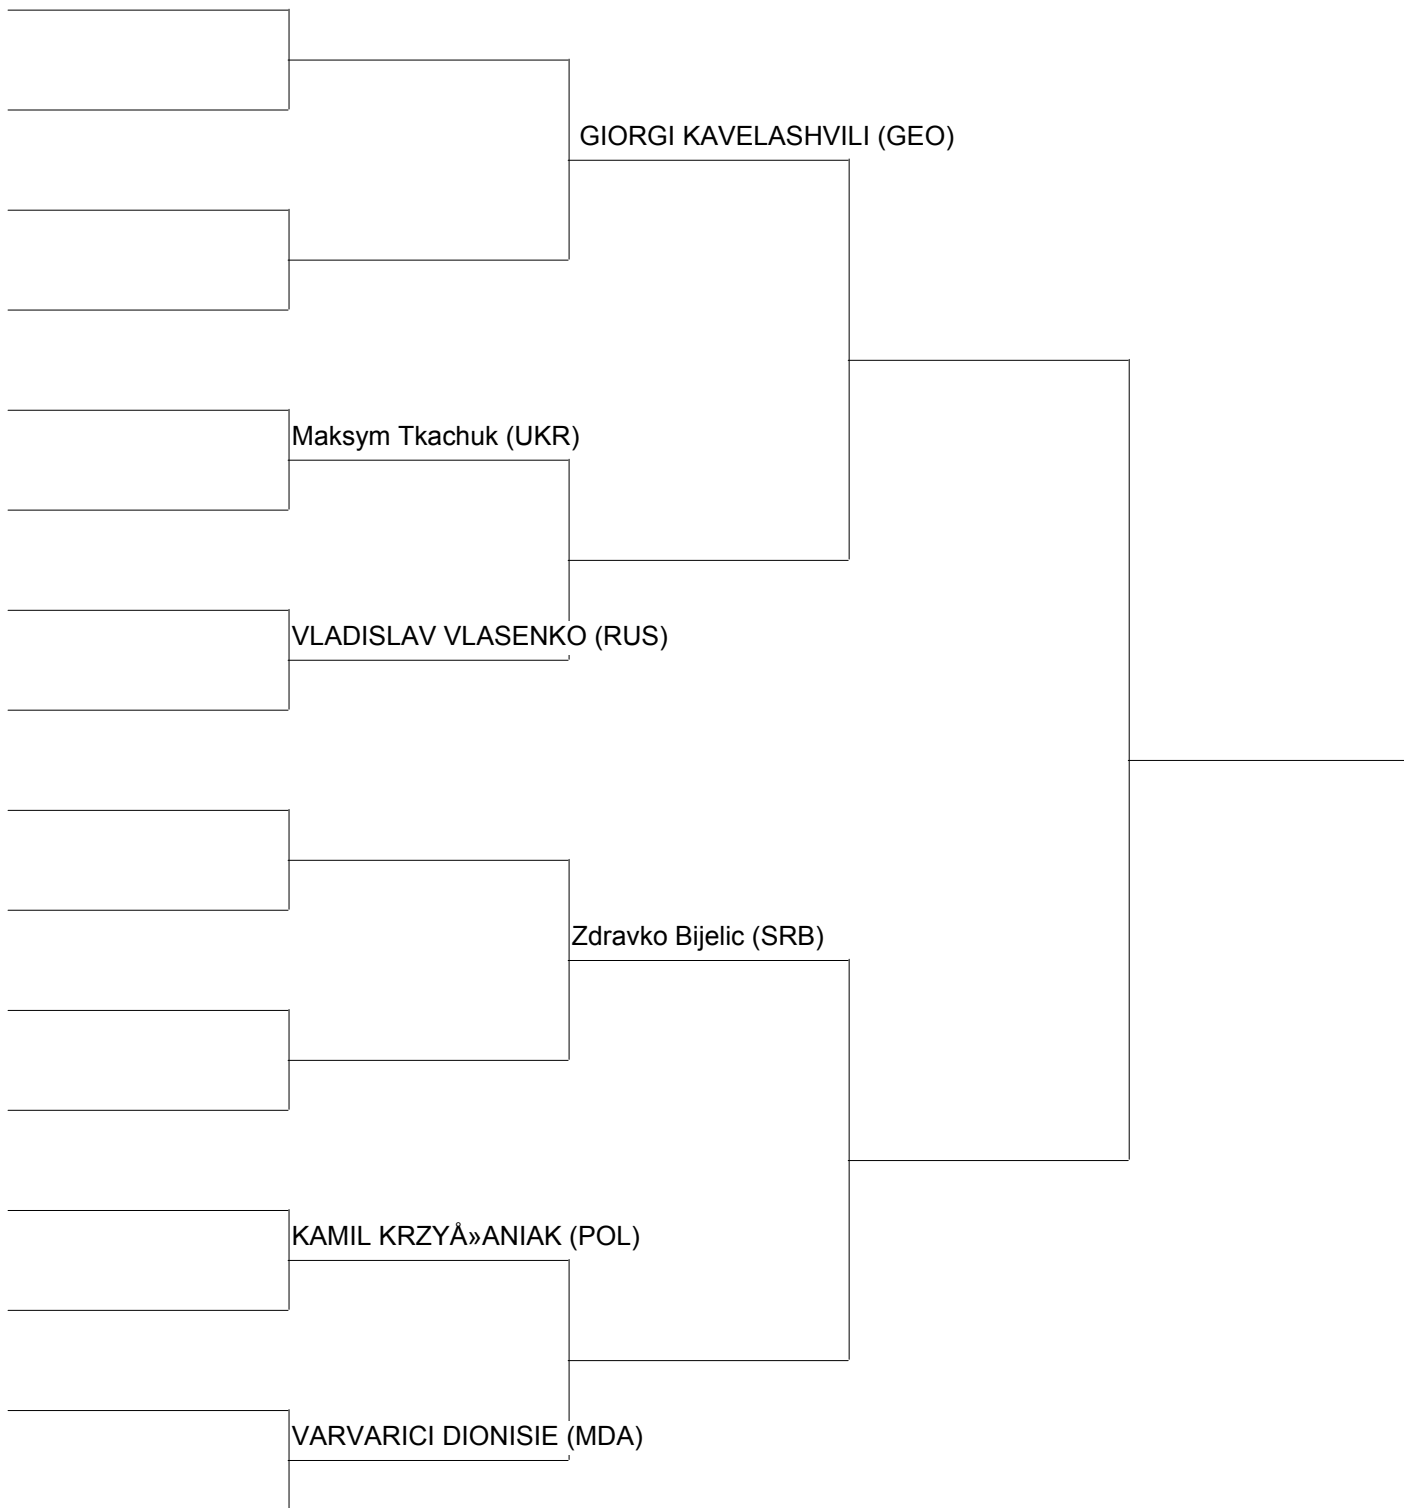 GIORGI KAVELASHVILI (GEO)
Maksym Tkachuk (UKR)
VLADISLAV VLASENKO (RUS)
Zdravko Bijelic (SRB)
KAMIL KRZYÅ»ANIAK (POL)
VARVARICI DIONISIE (MDA)